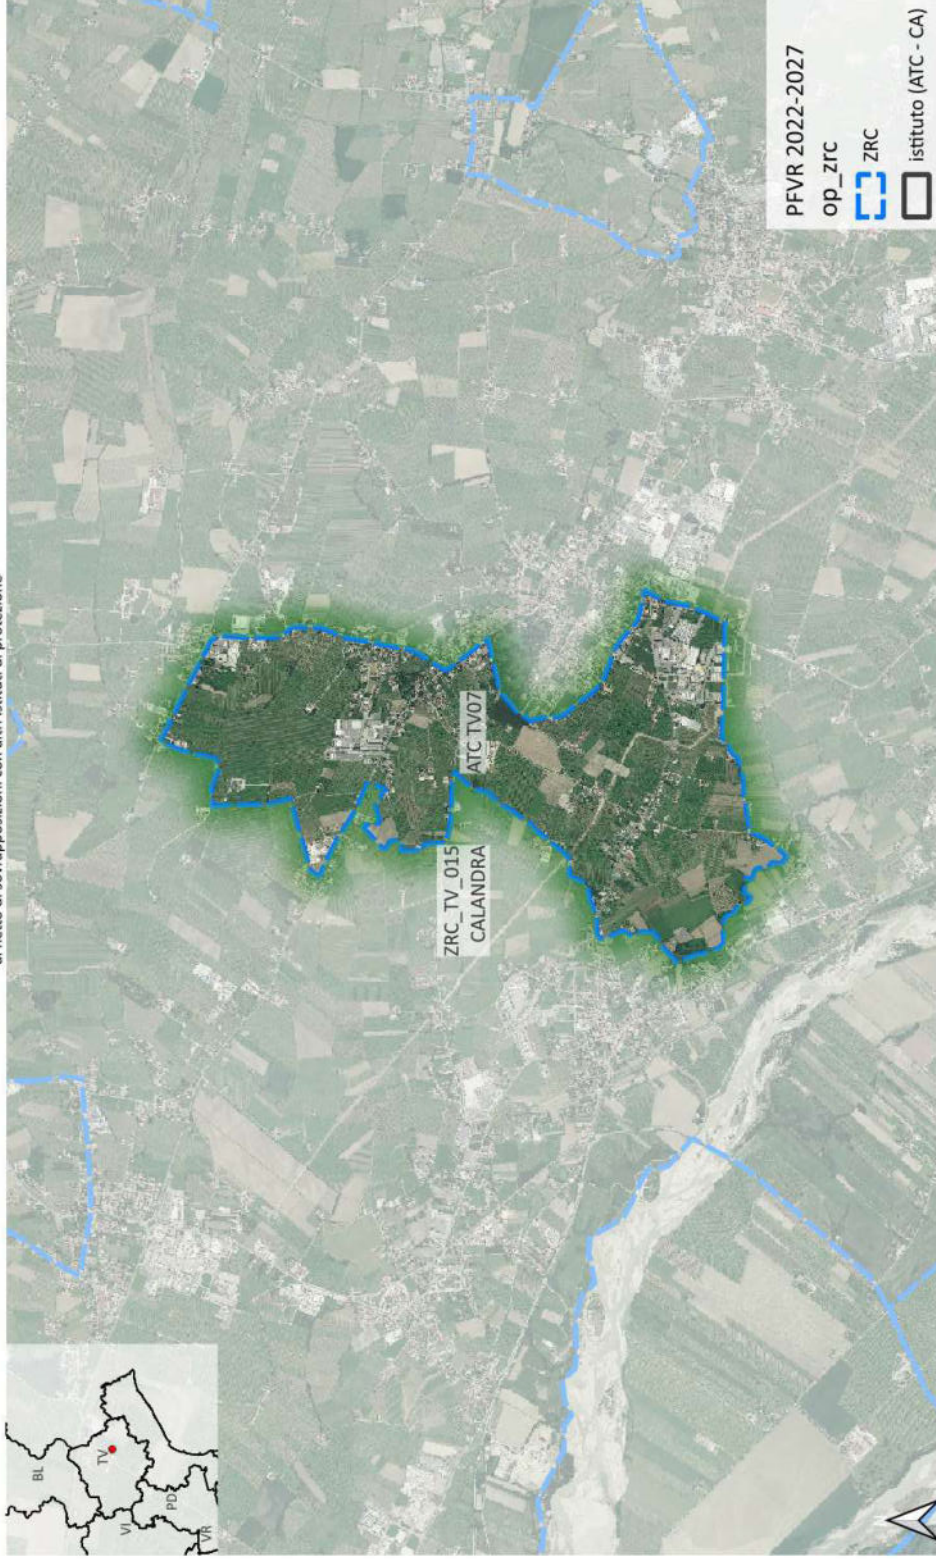 BL
TV
VI
PD
VR
ZRC_TV_015
CALANDRA
ATC TV07
PFVR 2022-2027
op_zrc
ZRC
istituto (ATC - CA)